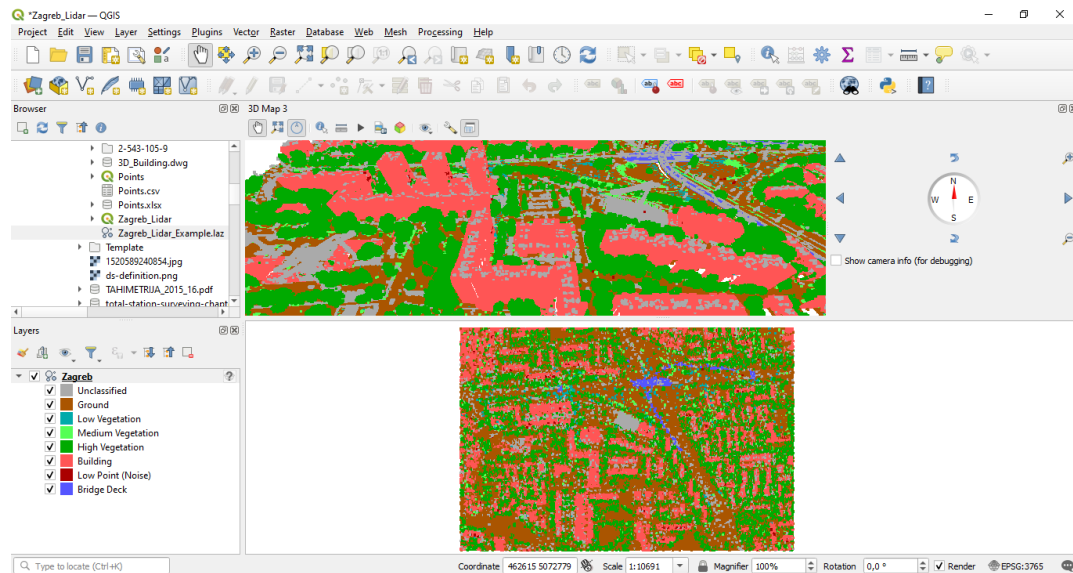 *Zagreb_Lidar — QGIS
Project Edit View Layer Settings Plugins Vector Raster Database Web Mesh Processing Help
Browser
3D Map 3
2-543-105-9
3D_Building.dwg
Points
Points.csv
Points.xlsx
Zagreb_Lidar
Zagreb_Lidar_Example.laz
Template
1520589240854.jpg
ds-definition.png
TAHIMETRIJA_2015_16.pdf
total-station-surveying-chapt
N
W E
S
Show camera info (for debugging)
Layers
Zagreb
Unclassified
Ground
Low Vegetation
Medium Vegetation
High Vegetation
Building
Low Point (Noise)
Bridge Deck
Type to locate (Ctrl+K)
Coordinate 462615 5072779 Scale 1:10691 Magnifier 100% Rotation 0,0 ° Render EPSG:3765